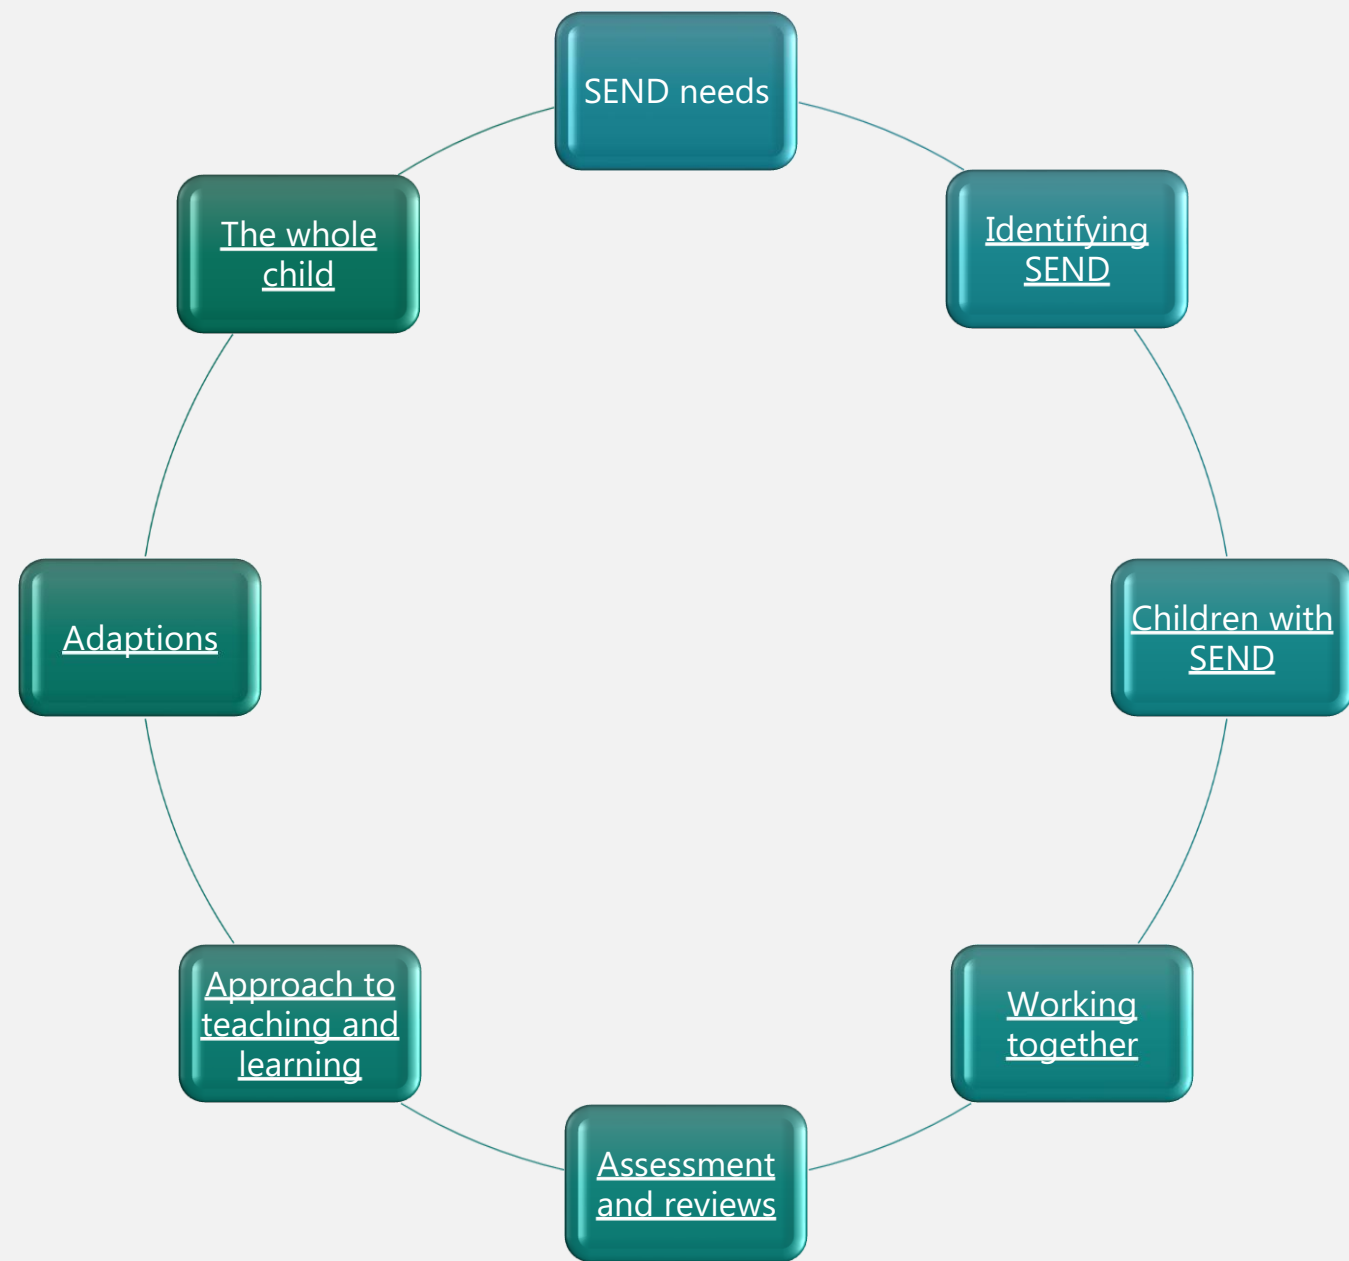 SEND needs
Identifying
SEND
Children with
SEND
Working
together
Assessment
and reviews
Approach to
teaching and
learning
Adaptions
The whole
child